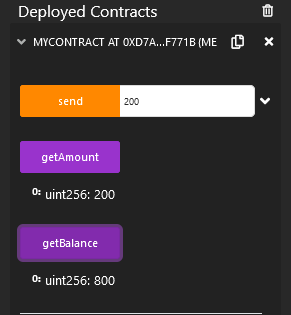 Deployed Contracts
MYCONTRACT AT 0XD7A...F771B (ME
send 200
getAmount
0: uint256: 200
getBalance
0: uint256: 800